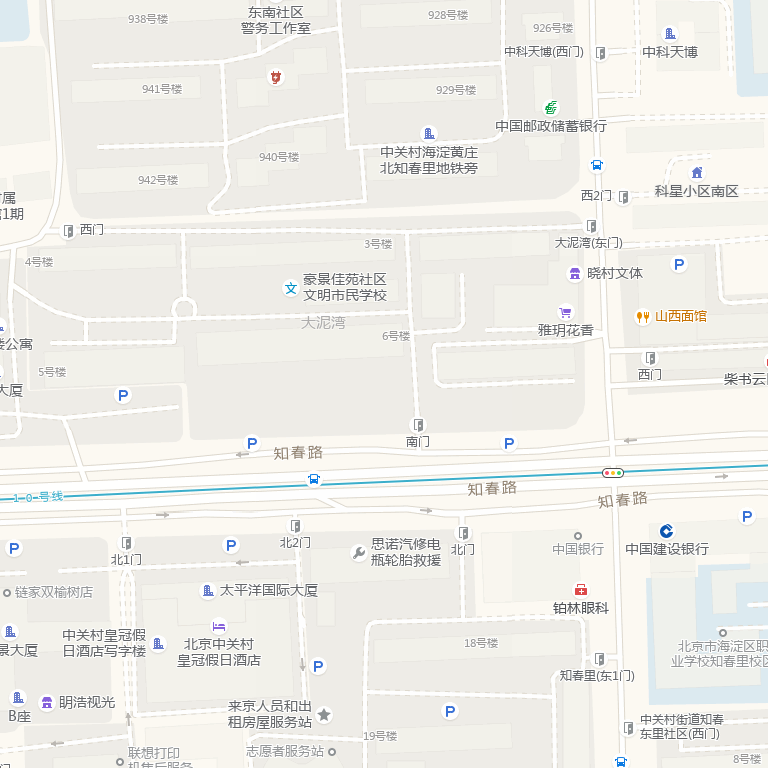 938号楼
东南社区
警务工作室
928号楼
926号楼
中科天博(西门)
中科天博
941号楼
929号楼
中国邮政储蓄银行
940号楼
中关村海淀黄庄
北知春里地铁旁
942号楼
科星小区南区
西2门
属
1期
西门
3号楼
大泥湾(东门)
4号楼
豪景佳苑社区
文明市民学校
晓村文体
P
大泥湾
6号楼
雅玥花香
山西面馆
公寓
5号楼
西门
柴书云
大厦
P
南门
P
P
知春路
知春路
知春路
10号线
P
北1门
P
北2门
思诺汽修电
瓶轮胎救援
北门
中国银行
中国建设银行
P
链家双榆树店
太平洋国际大厦
铂林眼科
中关村皇冠假
日酒店写字楼
北京中关村
皇冠假日酒店
18号楼
北京市海淀区职
业学校知春里校区
景大厦
P
知春里(东1门)
B座
明浩视光
来京人员和出
租房屋服务站
P
中关村街道知春
东里社区(西门)
19号楼
志愿者服务站
联想打印
8号楼